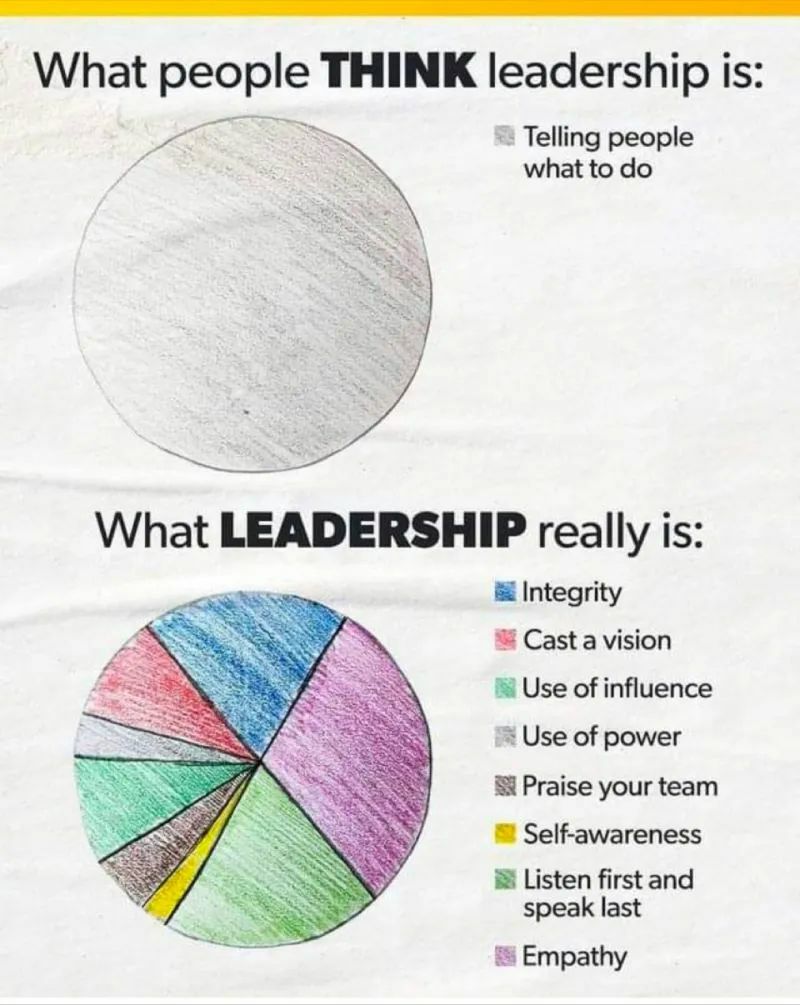 What people THINK leadership is:
Telling people
what to do
What LEADERSHIP really is:
Integrity
Cast a vision
Use of influence
Use of power
Praise your team
Self-awareness
Listen first and
speak last
Empathy